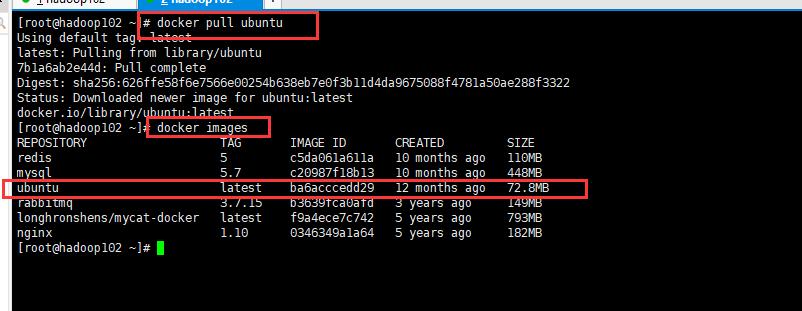 [root@hadoop102 ~]# docker pull ubuntu
Using default tag: latest
latest: Pulling from library/ubuntu
7b1a6ab2e44d: Pull complete
Digest: sha256:626ffe58f6e7566e00254b638eb7e0f3b11d4da9675088f4781a50ae288f3322
Status: Downloaded newer image for ubuntu:latest
docker.io/library/ubuntu:latest
[root@hadoop102 ~]# docker images
REPOSITORY TAG IMAGE ID CREATED SIZE
redis 5 c5da061a611a 10 months ago 110MB
mysql 5.7 c20987f18b13 10 months ago 448MB
ubuntu latest ba6acccedd29 12 months ago 72.8MB
rabbitmq 3.7.15 b3639fca0afd 3 years ago 149MB
longhronshens/mycat-docker latest f9a4ece7c742 5 years ago 793MB
nginx 1.10 0346349a1a64 5 years ago 182MB
[root@hadoop102 ~]#